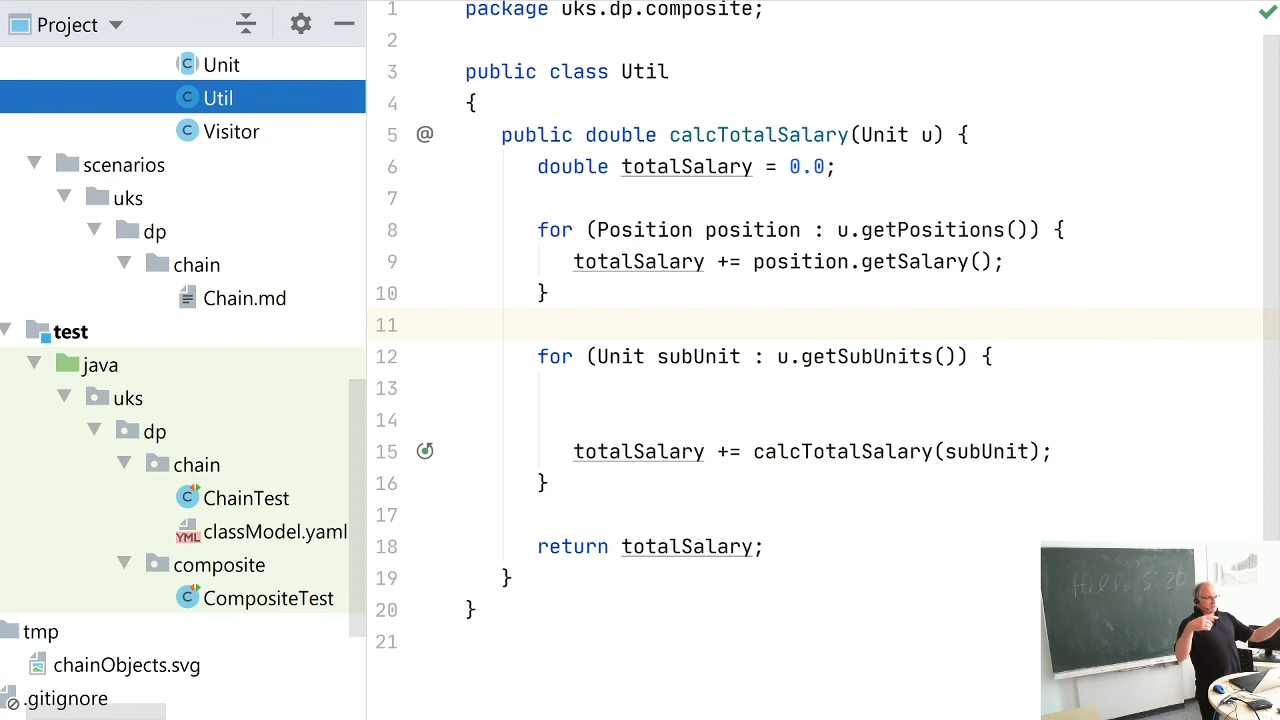 Project
Unit
Util
Visitor
scenarios
uks
dp
chain
Chain.md
test
java
uks
dp
chain
ChainTest
classModel.yaml
composite
CompositeTest
tmp
chainObjects.svg
.gitignore
1 package uks.dp.composite;
2
3 public class Util
4 {
5 @ public double calcTotalSalary(Unit u) {
6 double totalSalary = 0.0;
7
8 for (Position position : u.getPositions()) {
9 totalSalary += position.getSalary();
10 }
11
12 for (Unit subUnit : u.getSubUnits()) {
13
14
15 totalSalary += calcTotalSalary(subUnit);
16 }
17
18 return totalSalary;
19 }
20 }
21
Hello